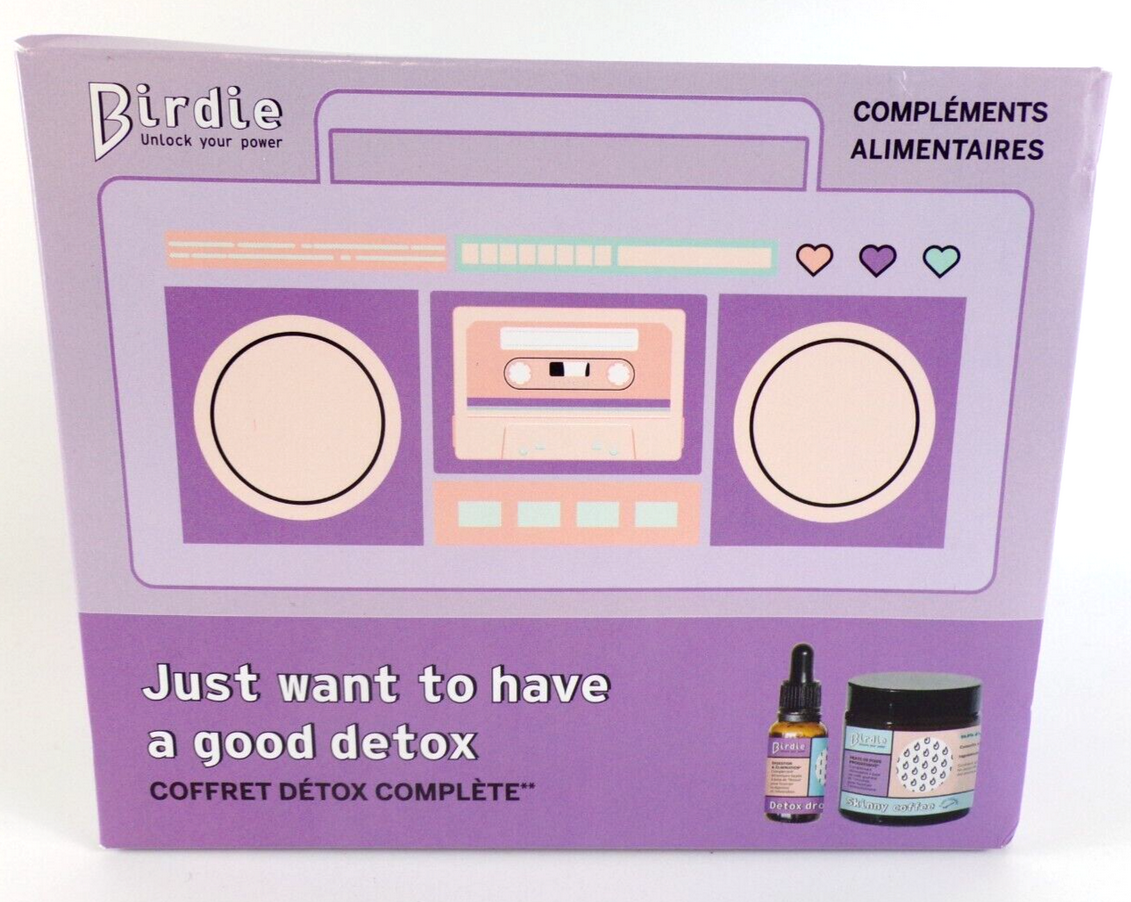 Birdie
Unlock your power
COMPLÉMENTS
ALIMENTAIRES
Just want to have
a good detox
COFFRET DÉTOX COMPLÈTE**
Birdie
Detox dro
Birdie
Skinny coffee